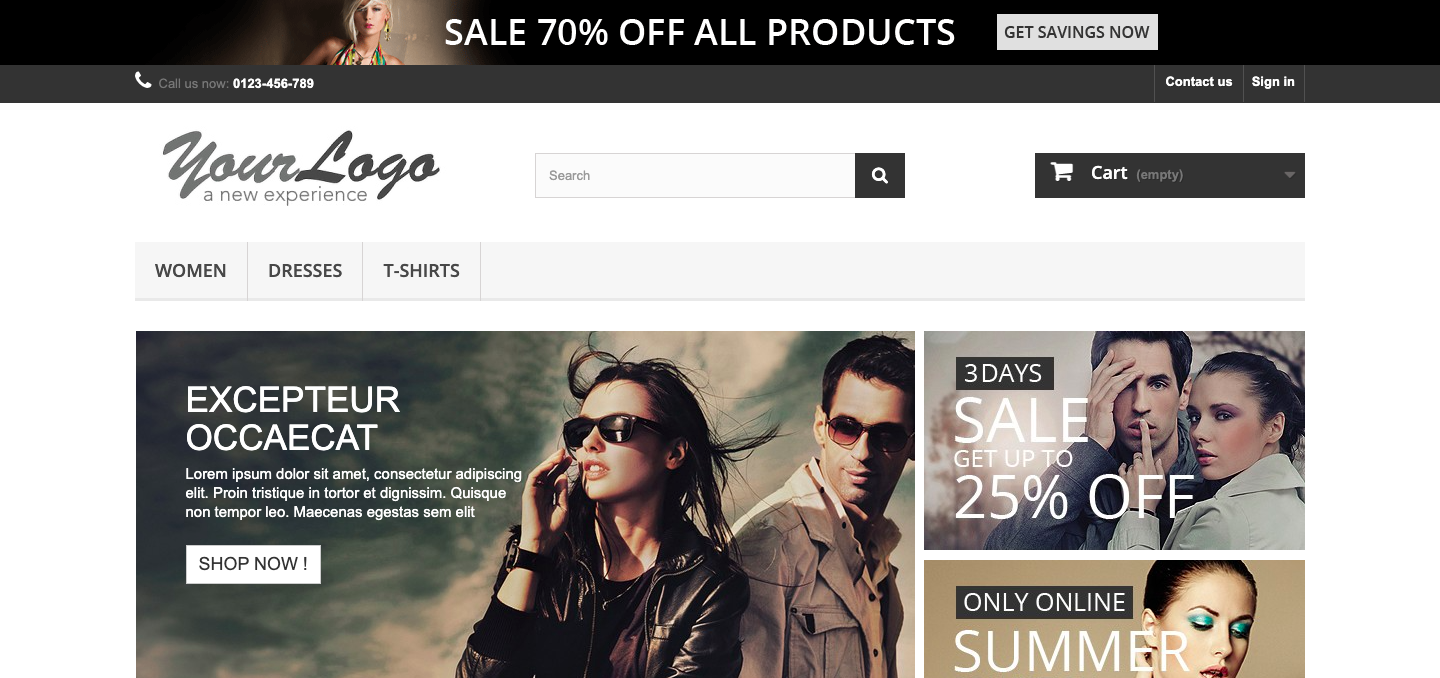 SALE 70% OFF ALL PRODUCTS
GET SAVINGS NOW
Call us now: 0123-456-789
Contact us
Sign in
YourLogo
a new experience
Search
Cart (empty)
WOMEN
DRESSES
T-SHIRTS
EXCEPTEUR
OCCAECAT
Lorem ipsum dolor sit amet, consectetur adipiscing
elit. Proin tristique in tortor et dignissim. Quisque
non tempor leo. Maecenas egestas sem elit
SHOP NOW !
3 DAYS
SALE
GET UP TO
25% OFF
ONLY ONLINE
SUMMER